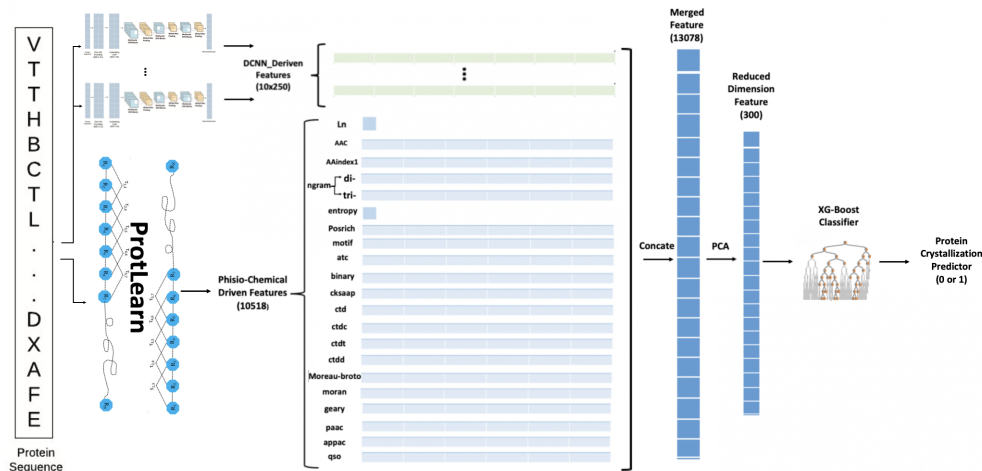 V
T
T
H
B
C
T
L
.
.
.
D
X
A
F
E
Protein
Sequence
...
DCNN_Deriven
Features
(10x250)
...
ProtLearn
Phisio-Chemical
Driven Features
(10518)
Ln
AAC
AAindex1
ngram
di-
tri-
entropy
Posrich
motif
atc
binary
cksaap
ctd
ctdc
ctdt
ctdd
Moreau-broto
moran
geary
paac
appac
qso
Concate
Merged
Feature
(13078)
PCA
Reduced
Dimension
Feature
(300)
XG-Boost
Classifier
Protein
Crystallization
Predictor
(0 or 1)